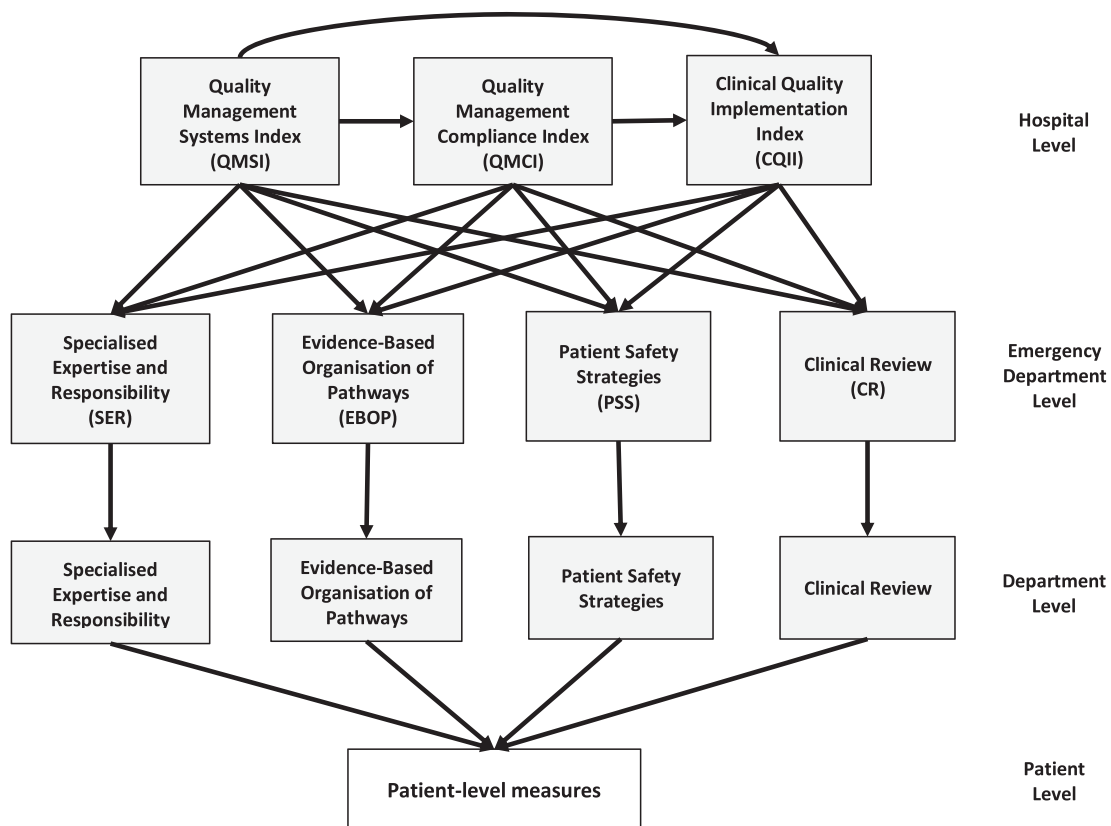 Quality
Management
Systems Index
(QMSI)
Quality
Management
Compliance Index
(QMCI)
Clinical Quality
Implementation
Index
(CQII)
Hospital
Level
Specialised
Expertise and
Responsibility
(SER)
Evidence-Based
Organisation of
Pathways
(EBOP)
Patient Safety
Strategies
(PSS)
Clinical Review
(CR)
Emergency
Department
Level
Specialised
Expertise and
Responsibility
Evidence-Based
Organisation of
Pathways
Patient Safety
Strategies
Clinical Review
Department
Level
Patient-level measures
Patient
Level